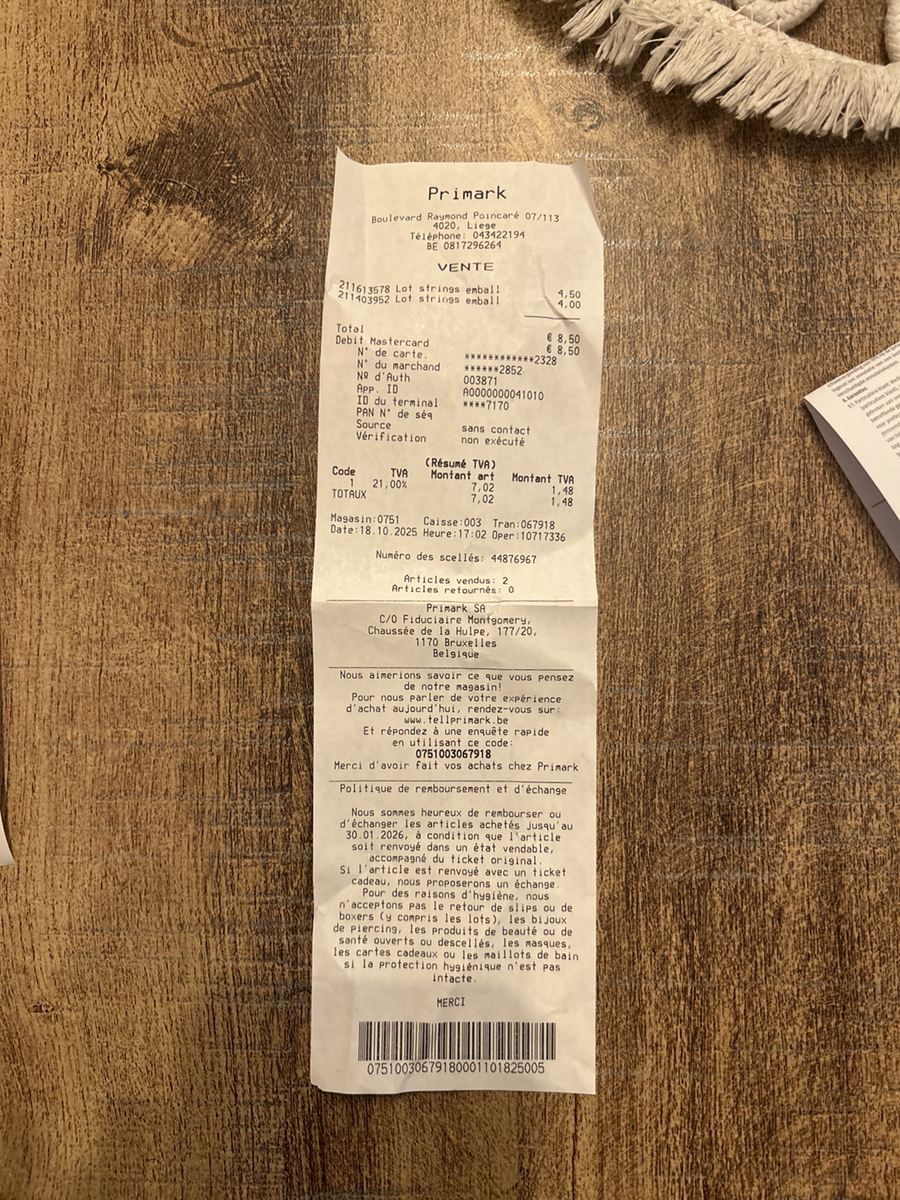 Primark
Boulevard Raymond Poincaré 07/113
4020, Liege
Téléphone: 043422194
BE 0817296264
VENTE
211613578 Lot strings emball 4,50
211403952 Lot strings emball 4,00
Total € 8,50
Debit Mastercard € 8,50
N° de carte. ************2328
N° du marchand ******2852
Nº d'Auth 003871
App. ID A0000000041010
ID du terminal ****7170
PAN N° de séq
Source sans contact
Vérification non exécuté
(Résumé TVA)
Code TVA Montant art Montant TVA
1 21,00% 7,02 1,48
TOTAUX 7,02 1,48
Magasin:0751 Caisse:003 Tran:067918
Date:18.10.2025 Heure:17:02 Oper:10717336
Numéro des scellés: 44876967
Articles vendus: 2
Articles retournés: 0
Primark SA
C/O Fiduciaire Montgomery,
Chaussée de la Hulpe, 177/20,
1170 Bruxelles
Belgique
Nous aimerions savoir ce que vous pensez
de notre magasin!
Pour nous parler de votre expérience
d'achat aujourd'hui, rendez-vous sur:
www.tellprimark.be
Et répondez à une enquête rapide
en utilisant ce code:
0751003067918
Merci d'avoir fait vos achats chez Primark
Politique de remboursement et d'échange
Nous sommes heureux de rembourser ou
d'échanger les articles achetés jusqu'au
30.01.2026, à condition que l'article
soit renvoyé dans un état vendable,
accompagné du ticket original.
Si l'article est renvoyé avec un ticket
cadeau, nous proposerons un échange.
Pour des raisons d'hygiène, nous
n'acceptons pas le retour de slips ou de
boxers (y compris les lots), les bijoux
de piercing, les produits de beauté ou de
santé ouverts ou descellés, les masques,
les cartes cadeaux ou les maillots de bain
si la protection hygiénique n'est pas
intacte.
MERCI
07510030679180001101825005